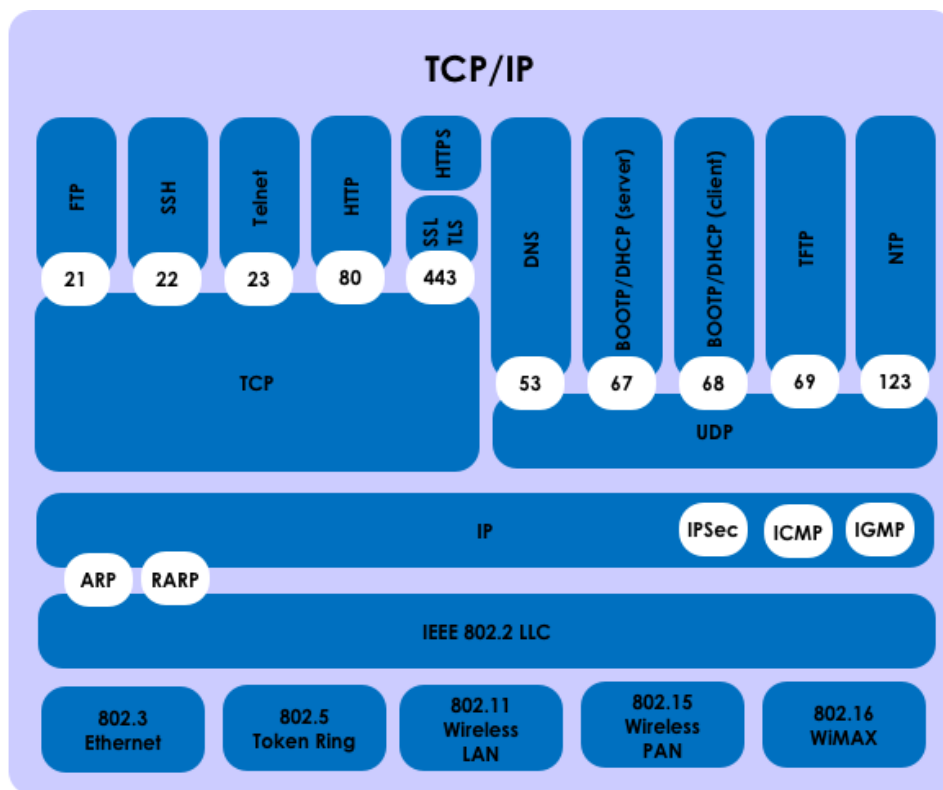 TCP/IP
FTP
SSH
Telnet
HTTP
HTTPS
SSL
TLS
DNS
BOOTP/DHCP (server)
BOOTP/DHCP (client)
TFTP
NTP
21
22
23
80
443
TCP
53
67
68
69
123
UDP
IP
IPSec
ICMP
IGMP
ARP
RARP
IEEE 802.2 LLC
802.3
Ethernet
802.5
Token Ring
802.11
Wireless
LAN
802.15
Wireless
PAN
802.16
WiMAX